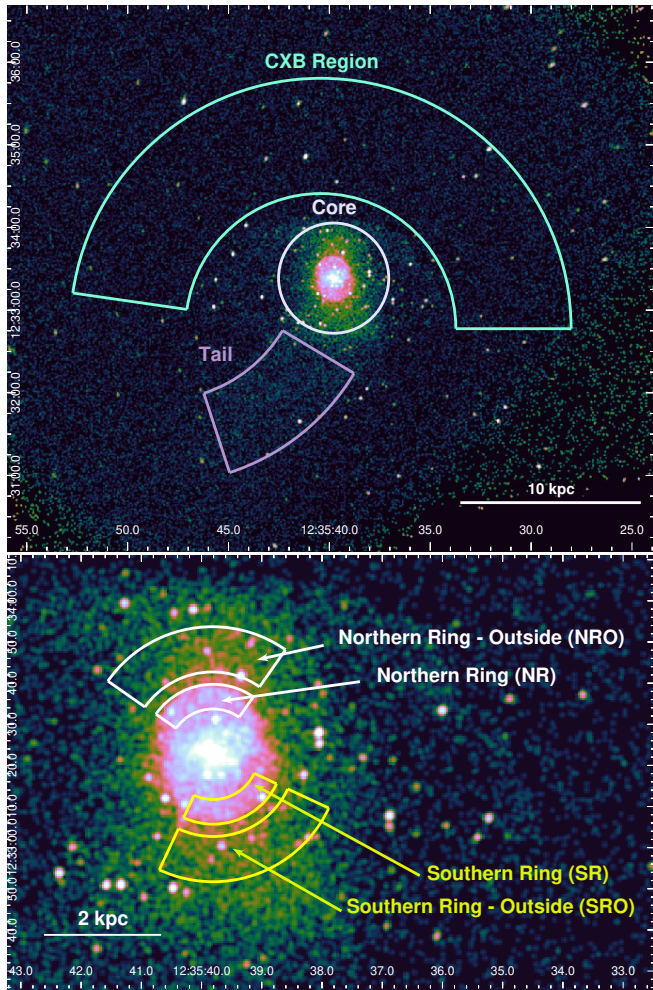 CXB Region
Core
Tail
10 kpc
36:00.0
35:00.0
34:00.0
12:33:00.0
32:00.0
31:00.0
55.0 50.0 45.0 12:35:40.0 35.0 30.0 25.0
Northern Ring - Outside (NRO)
Northern Ring (NR)
Southern Ring (SR)
Southern Ring - Outside (SRO)
2 kpc
10
34:00.0
50.0
40.0
30.0
20.0
10.0
12:33:00.0
50.0
40.0
43.0 42.0 41.0 12:35:40.0 39.0 38.0 37.0 36.0 35.0 34.0 33.0